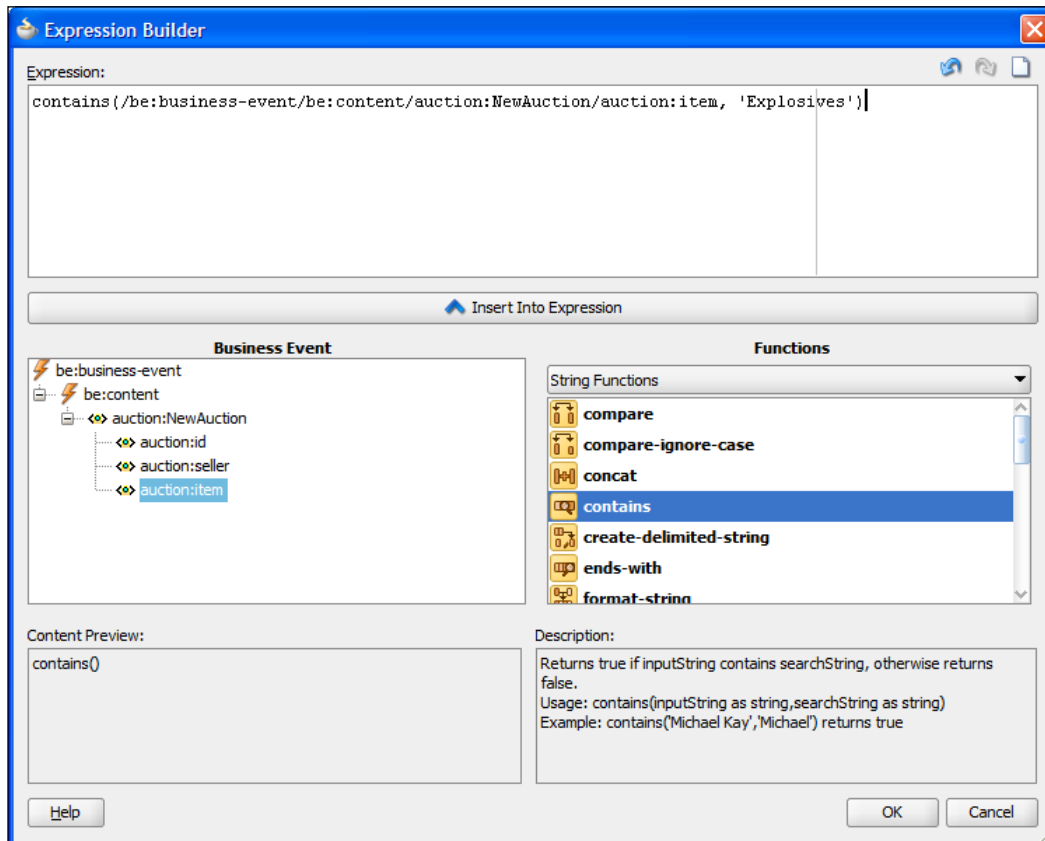 Expression Builder
Expression:
contains(/be:business-event/be:content/auction:NewAuction/auction:item, 'Explosives')
Insert Into Expression
Business Event
be:business-event
be:content
auction:NewAuction
auction:id
auction:seller
auction:item
Functions
String Functions
compare
compare-ignore-case
concat
contains
create-delimited-string
ends-with
format-string
Content Preview:
contains()
Description:
Returns true if inputString contains searchString, otherwise returns
false.
Usage: contains(inputString as string,searchString as string)
Example: contains('Michael Kay','Michael') returns true
Help
OK
Cancel